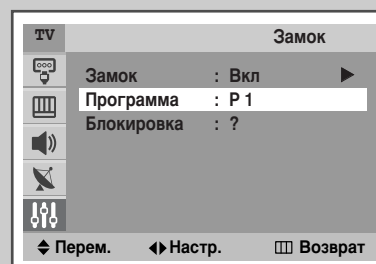 TV Замок
Замок : Вкл
Программа : P 1
Блокировка : ?
Перем. Настр. Возврат